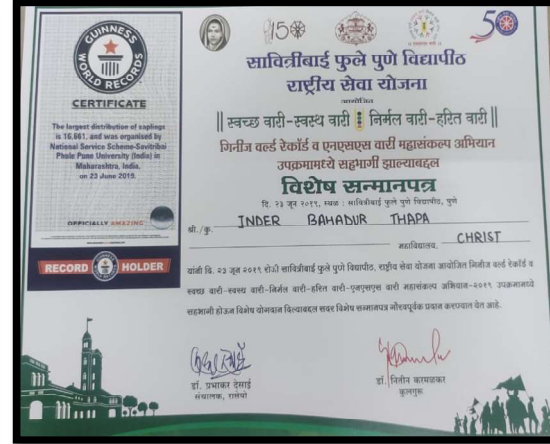 GUINNESS WORLD RECORDS
CERTIFICATE
The largest distribution of saplings
is 16,661, and was organised by
National Service Scheme-Savitribai
Phule Pune University (India) in
Maharashtra, India,
on 23 June 2019.
OFFICIALLY AMAZING
RECORD HOLDER
150
50
सावित्रीबाई फुले पुणे विद्यापीठ
राष्ट्रीय सेवा योजना
आयोजित
|| स्वच्छ वारी-स्वस्थ वारी निर्मल वारी-हरित वारी ||
गिनीज वर्ल्ड रेकॉर्ड व एनएसएस वारी महासंकल्प अभियान
उपक्रमामध्ये सहभागी झाल्याबद्दल
विशेष सन्मानपत्र
दि. २३ जून २०१९, स्थळ : सावित्रीबाई फुले पुणे विद्यापीठ, पुणे
श्री./कु. INDER BAHADUR THAPA
महाविद्यालय, CHRIST
यांनी दि. २३ जून २०१९ रोजी सावित्रीबाई फुले पुणे विद्यापीठ, राष्ट्रीय सेवा योजना आयोजित गिनीज वर्ल्ड रेकॉर्ड व
स्वच्छ वारी-स्वस्थ वारी-निर्मल वारी-हरित वारी-एनएसएस वारी महासंकल्प अभियान-२०१९ उपक्रमामध्ये
सहभागी होऊन विशेष योगदान दिल्याबद्दल सदर विशेष सन्मानपत्र गौरवपूर्वक प्रदान करण्यात येत आहे.
डॉ. प्रभाकर देसाई
संचालक, रासेयो
डॉ. नितीन करमळकर
कुलगुरू